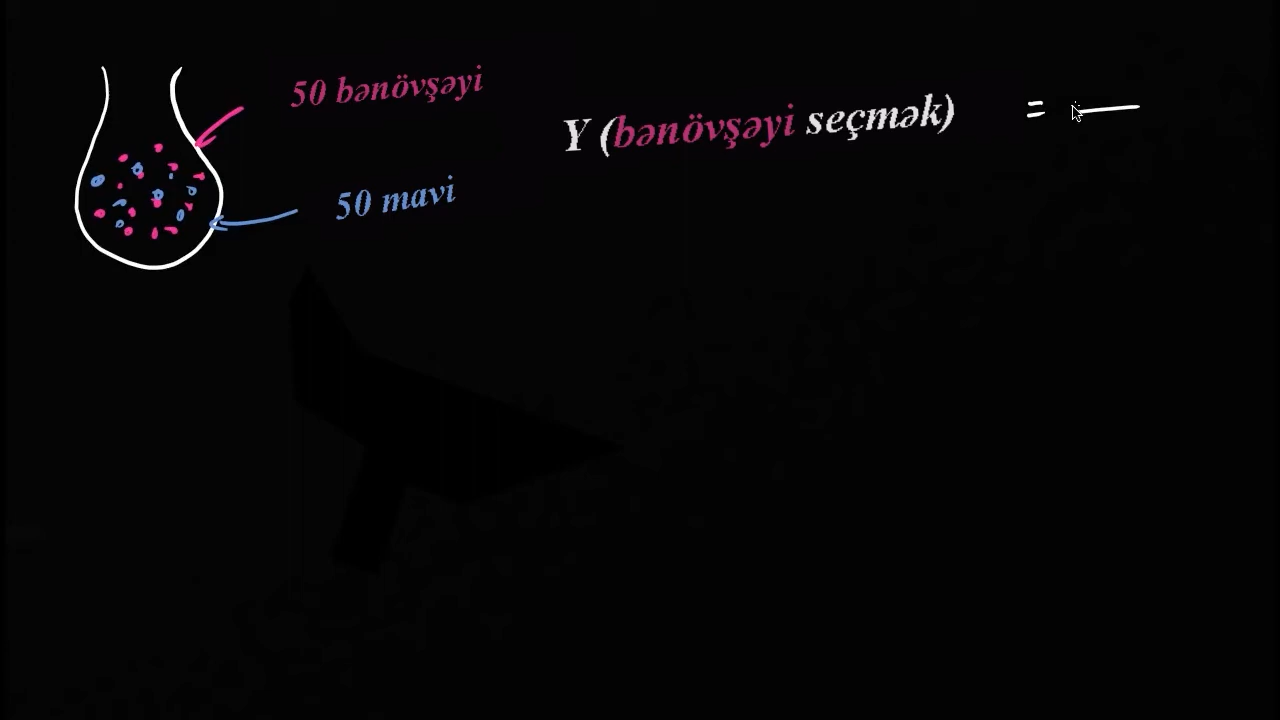 50 bənövşəyi
Y (bənövşəyi seçmək) = —
50 mavi